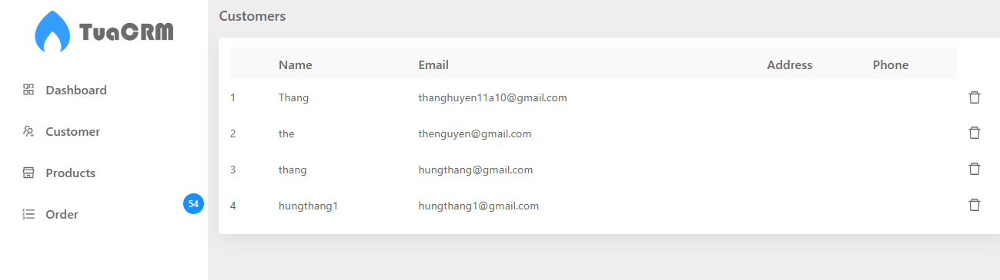 TuaCRM
Dashboard
Customer
Products
Order 54
Customers
Name Email Address Phone
1 Thang thanghuyen11a10@gmail.com
2 the thenguyen@gmail.com
3 thang hungthang@gmail.com
4 hungthang1 hungthang1@gmail.com